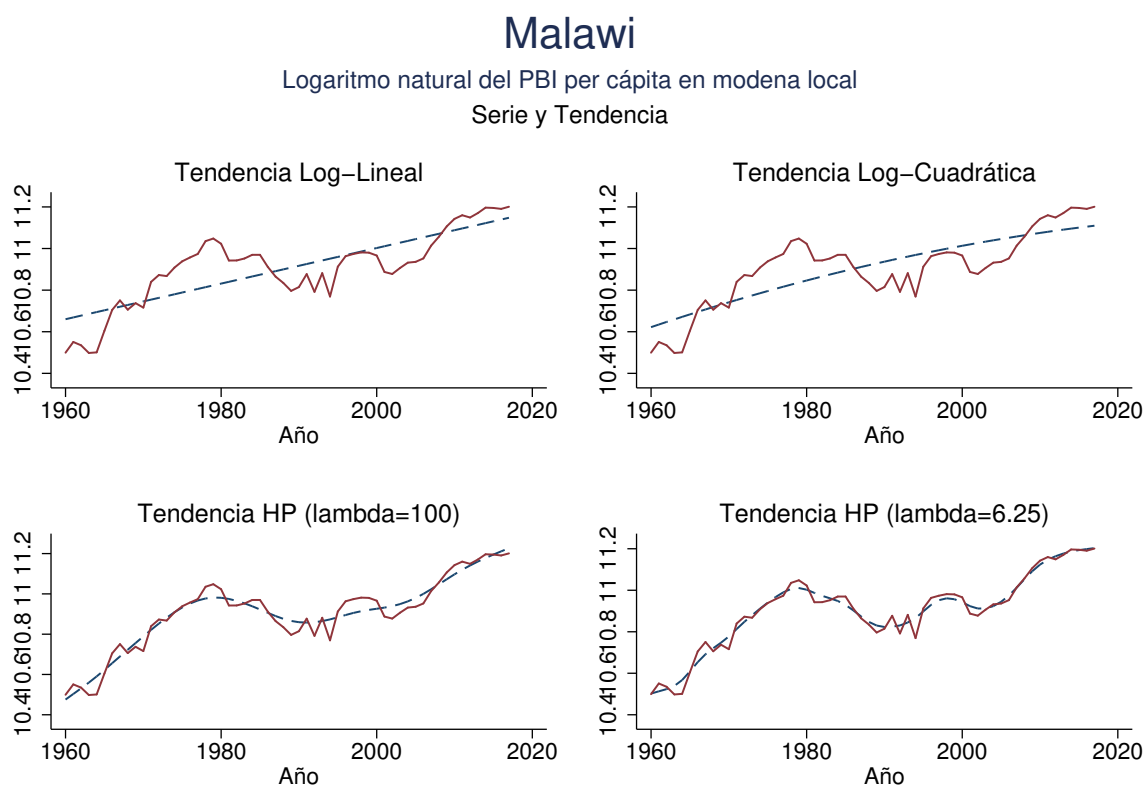 Malawi
Logaritmo natural del PBI per cápita en modena local
Serie y Tendencia
Tendencia Log−Lineal
10.4 10.6 10.8 11 11.2
1960 1980 2000 2020
Año
Tendencia Log−Cuadrática
10.4 10.6 10.8 11 11.2
1960 1980 2000 2020
Año
Tendencia HP (lambda=100)
10.4 10.6 10.8 11 11.2
1960 1980 2000 2020
Año
Tendencia HP (lambda=6.25)
10.4 10.6 10.8 11 11.2
1960 1980 2000 2020
Año